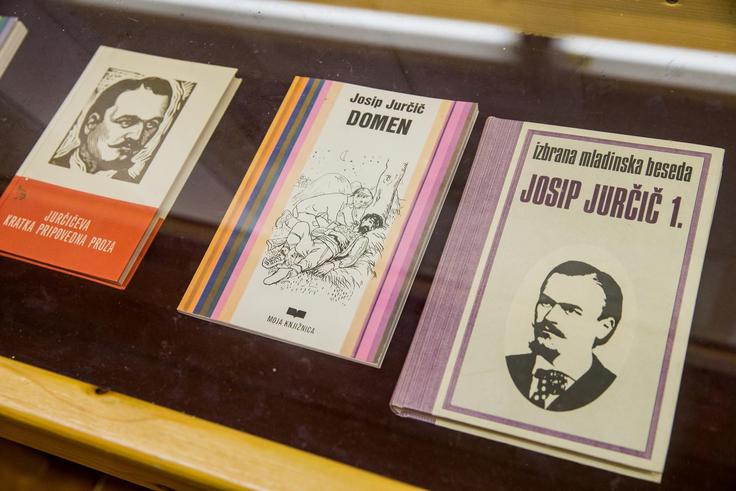 JURČIČEVA
KRATKA PRIPOVEDNA PROZA
Josip Jurčič
DOMEN
MOJA KNJIŽNICA
izbrana mladinska beseda
JOSIP JURČIČ 1.